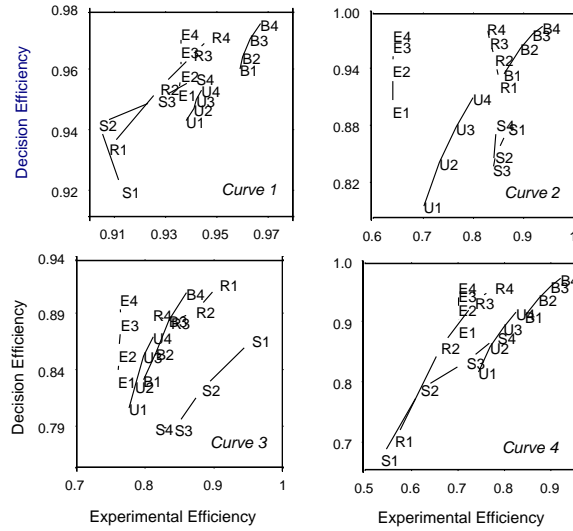 0.98
0.96
0.94
0.92
0.91
0.93
0.95
0.97
Decision Efficiency
E4
E3
E2
E1
R4
R3
R2
R1
S4
S3
S2
S1
U4
U3
U2
U1
B4
B3
B2
B1
Curve 1
1.00
0.98
0.88
0.82
0.6
0.7
0.8
0.9
1
E4
E3
E2
E1
R4
R3
R2
R1
B4
B3
B2
B1
U4
U3
U2
U1
S4
S1
S2
S3
Curve 2
0.94
0.89
0.84
0.79
0.7
0.8
0.9
1
Decision Efficiency
Experimental Efficiency
E4
E3
E2
E1
R4
R3
R2
R1
B4
B3
B2
B1
U4
U3
U2
U1
S1
S2
S4
S3
Curve 3
1.0
0.9
0.8
0.7
0.5
0.6
0.7
0.8
0.9
1.0
Experimental Efficiency
E4
E3
E2
E1
R4
R3
R2
R1
B4
B3
B2
B1
U4
U3
U2
U1
S4
S3
S2
S1
Curve 4